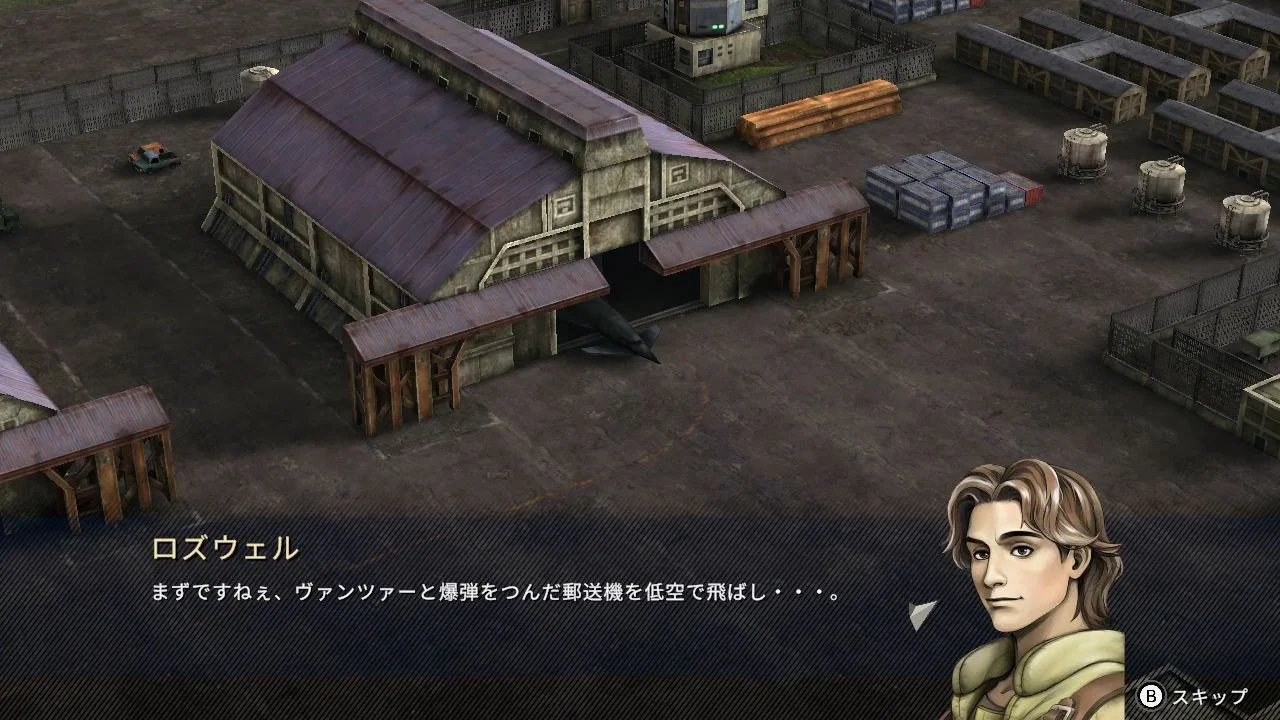 ロズウェル
まずですねぇ、ヴァンツァーと爆弾をつんだ郵送機を低空で飛ばし・・・。
B スキップ